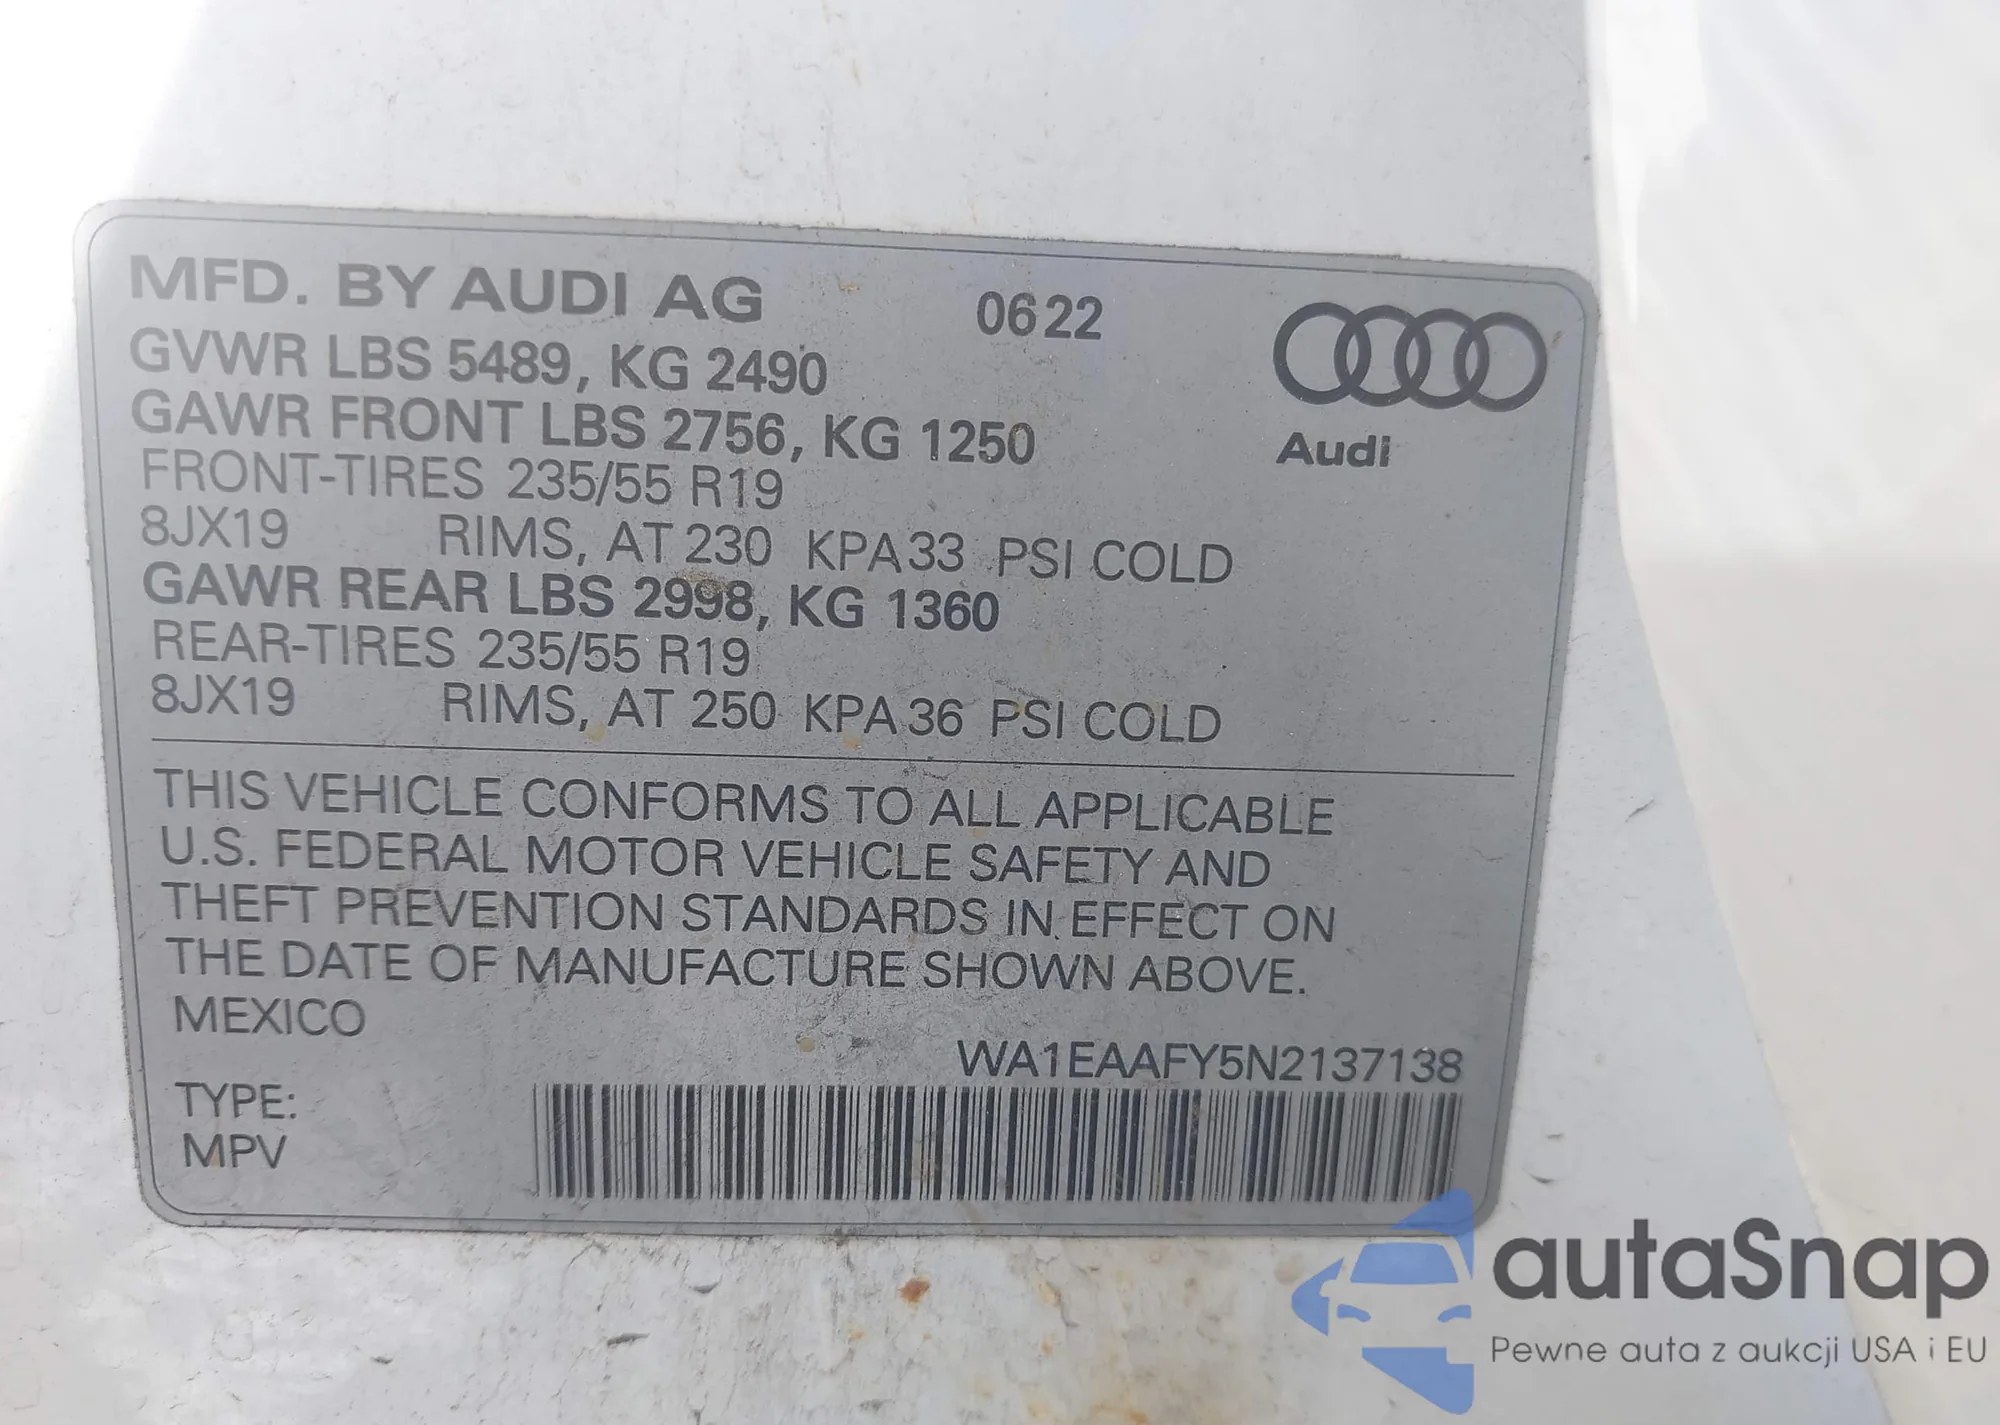 MFD. BY AUDI AG 0622
GVWR LBS 5489, KG 2490
GAWR FRONT LBS 2756, KG 1250
Audi
FRONT-TIRES 235/55 R19
8JX19 RIMS, AT 230 KPA 33 PSI COLD
GAWR REAR LBS 2998, KG 1360
REAR-TIRES 235/55 R19
8JX19 RIMS, AT 250 KPA 36 PSI COLD
THIS VEHICLE CONFORMS TO ALL APPLICABLE
U.S. FEDERAL MOTOR VEHICLE SAFETY AND
THEFT PREVENTION STANDARDS IN EFFECT ON
THE DATE OF MANUFACTURE SHOWN ABOVE.
MEXICO
WA1EAAFY5N2137138
TYPE:
MPV
autaSnap
Pewne auta z aukcji USA i EU